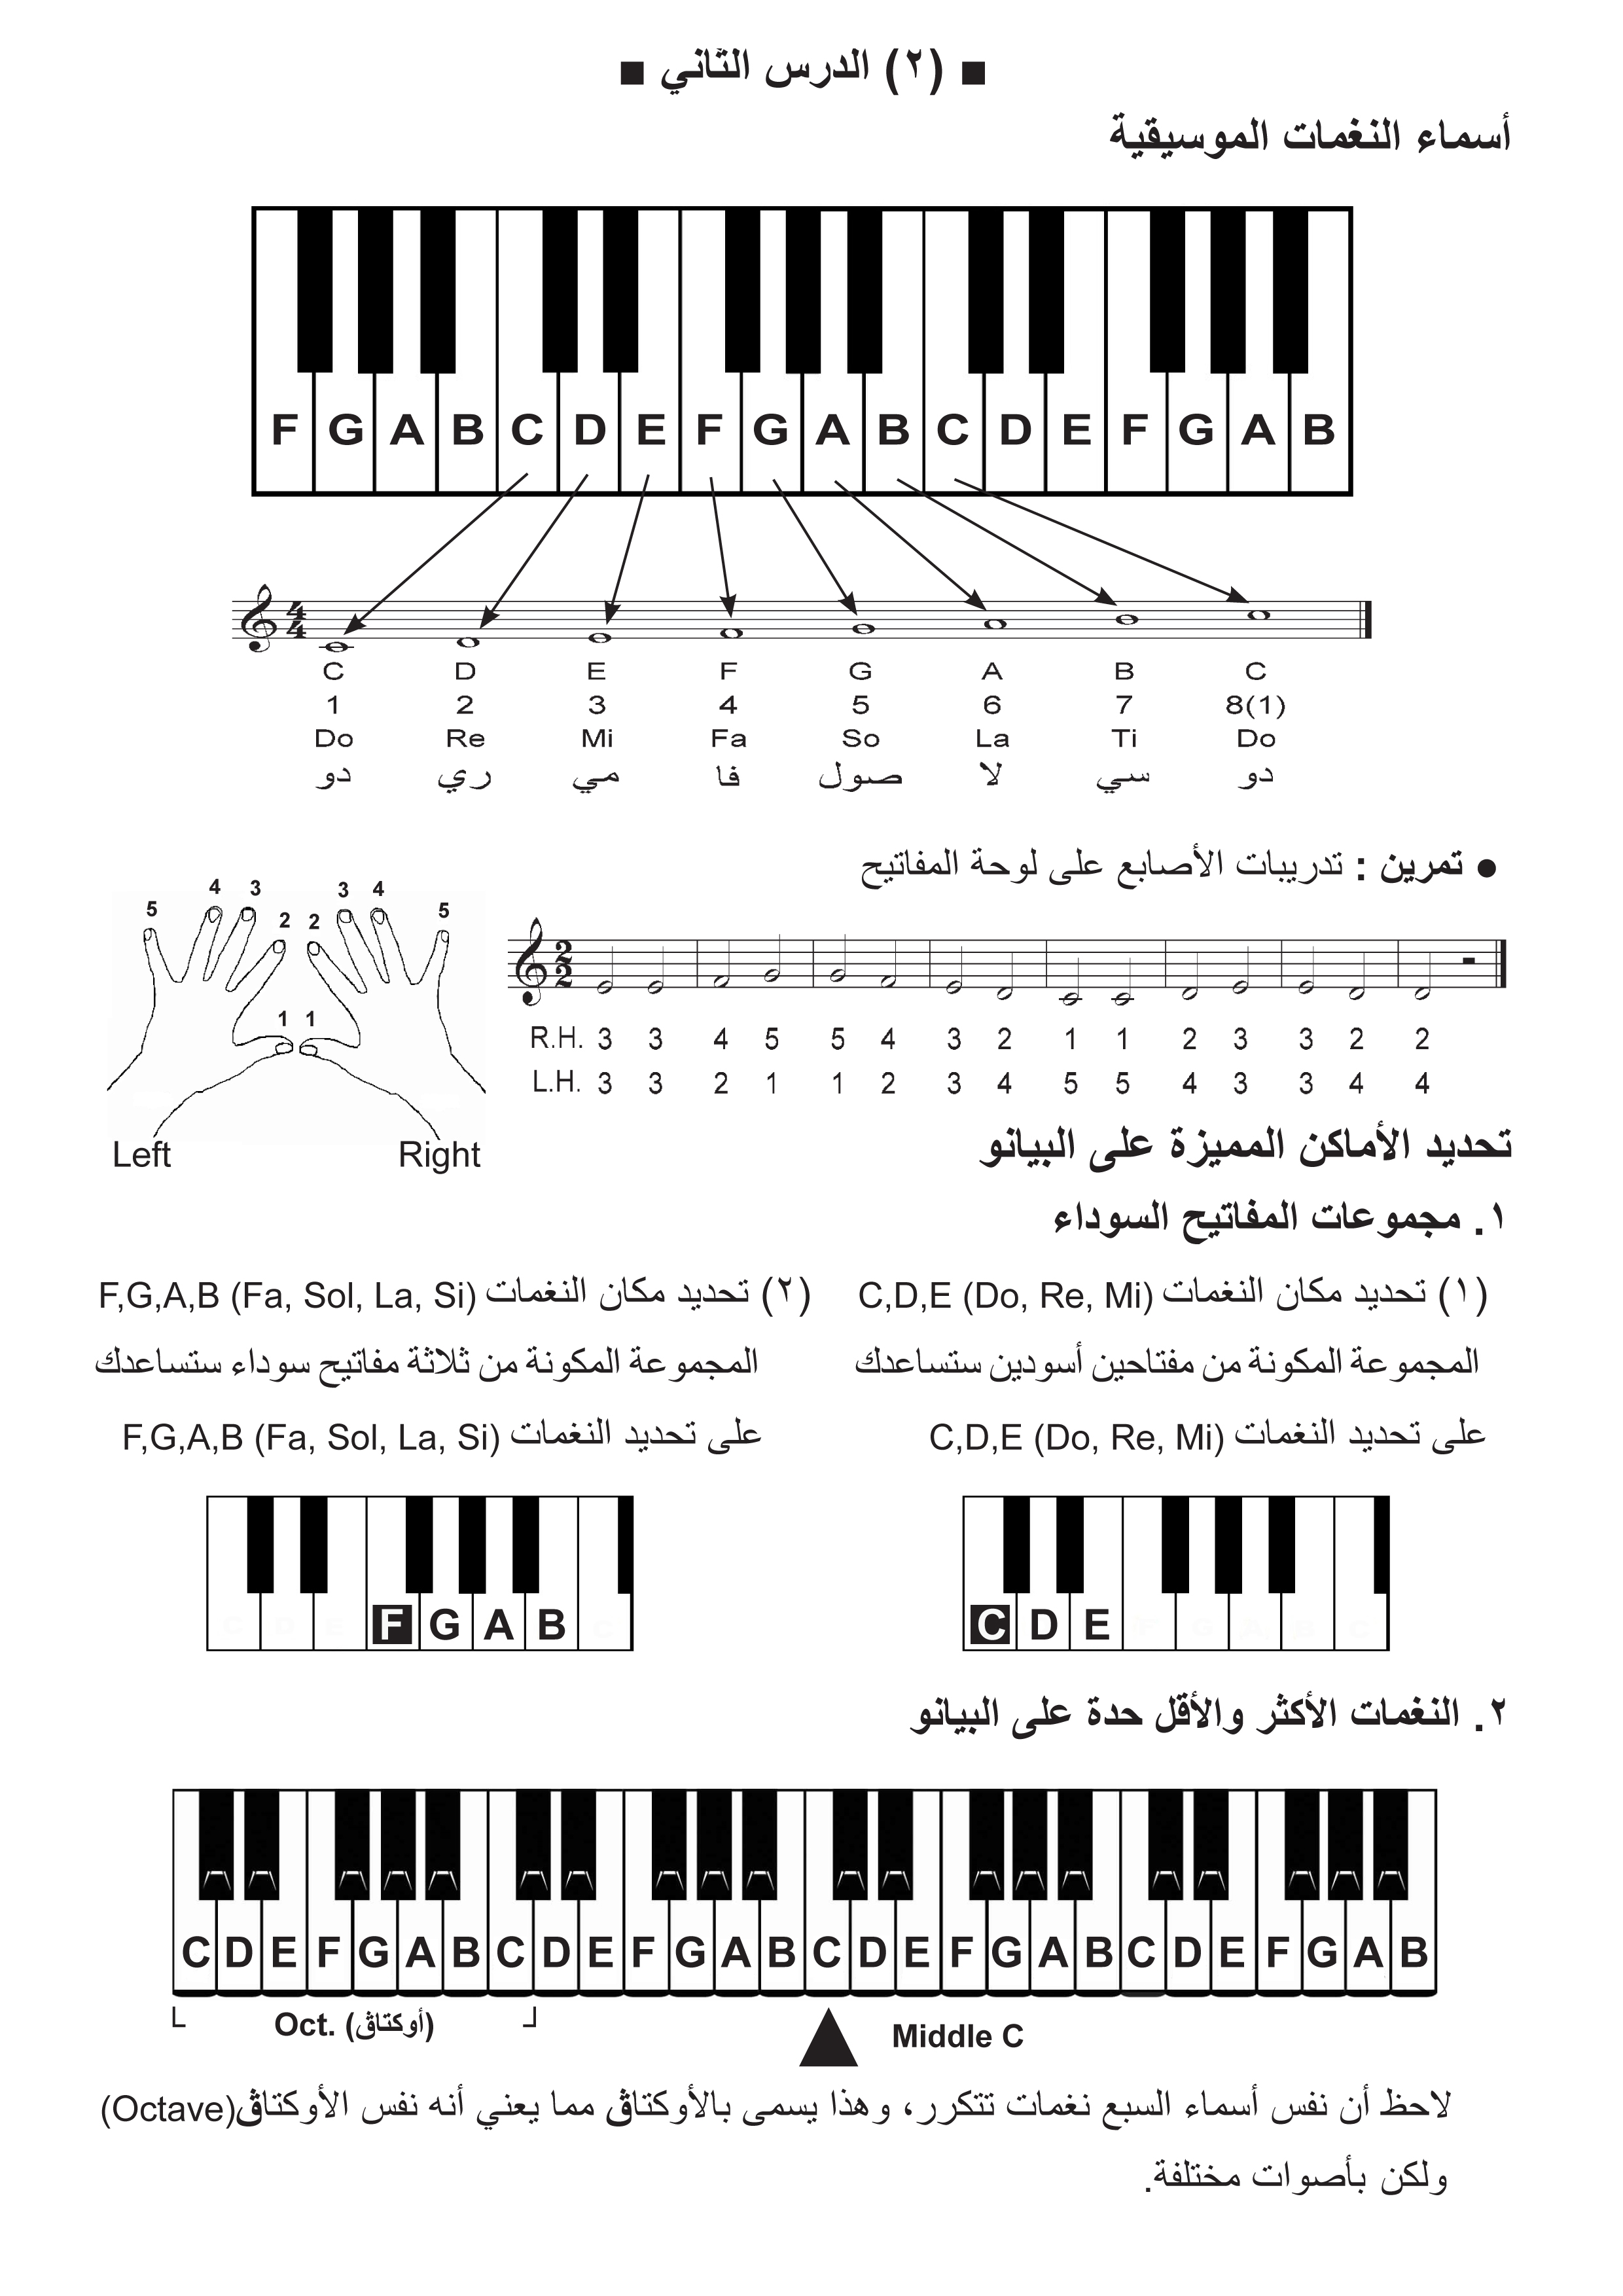 ■ (٢) الدرس الثاني ■
أسماء النغمات الموسيقية
F G A B C D E F G A B C D E F G A B
4 4
C D E F G A B C
1 2 3 4 5 6 7 8(1)
Do Re Mi Fa So La Ti Do
دو ري مي فا صول لا سي دو
● تمرين : تدريبات الأصابع على لوحة المفاتيح
5 4 3 2 1 1 2 3 4 5
Left Right
2 2
R.H. 3 3 4 5 5 4 3 2 1 1 2 3 3 2 2
L.H. 3 3 2 1 1 2 3 4 5 5 4 3 3 4 4
تحديد الأماكن المميزة على البيانو
١. مجموعات المفاتيح السوداء
(١) تحديد مكان النغمات C,D,E (Do, Re, Mi)
المجموعة المكونة من مفتاحين أسودين ستساعدك
على تحديد النغمات C,D,E (Do, Re, Mi)
C D E
(٢) تحديد مكان النغمات F,G,A,B (Fa, Sol, La, Si)
المجموعة المكونة من ثلاثة مفاتيح سوداء ستساعدك
على تحديد النغمات F,G,A,B (Fa, Sol, La, Si)
F G A B
٢. النغمات الأكثر والأقل حدة على البيانو
C D E F G A B C D E F G A B C D E F G A B C D E F G A B
Oct. (أوكتاڤ)
Middle C
لاحظ أن نفس أسماء السبع نغمات تتكرر، وهذا يسمى بالأوكتاڤ مما يعني أنه نفس الأوكتاڤ(Octave)
ولكن بأصوات مختلفة.